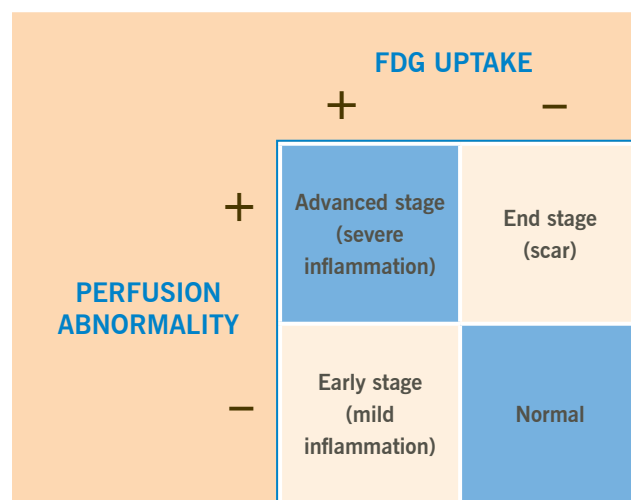 FDG UPTAKE
+ −
+
Advanced stage
(severe
inflammation)
End stage
(scar)
PERFUSION
ABNORMALITY
−
Early stage
(mild
inflammation)
Normal